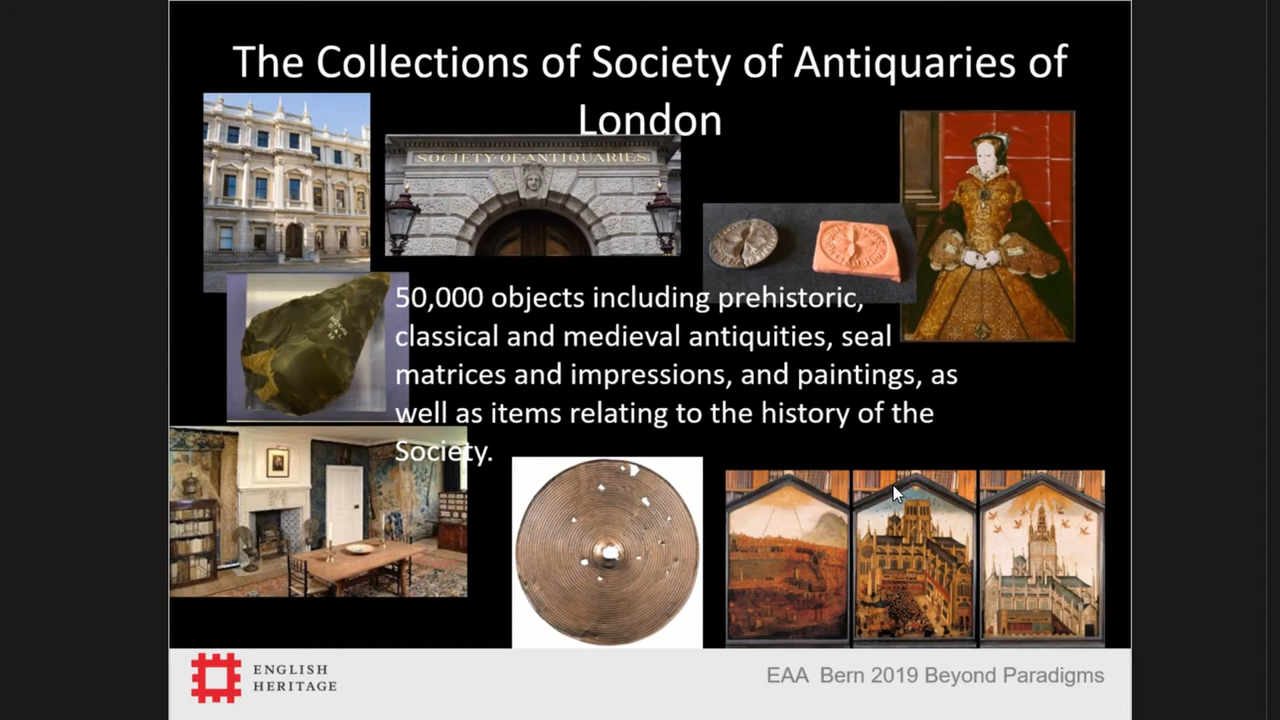 The Collections of Society of Antiquaries of
London
SOCIETY·OF·ANTIQUARIES
50,000 objects including prehistoric,
classical and medieval antiquities, seal
matrices and impressions, and paintings, as
well as items relating to the history of the
Society.
ENGLISH
HERITAGE
EAA Bern 2019 Beyond Paradigms